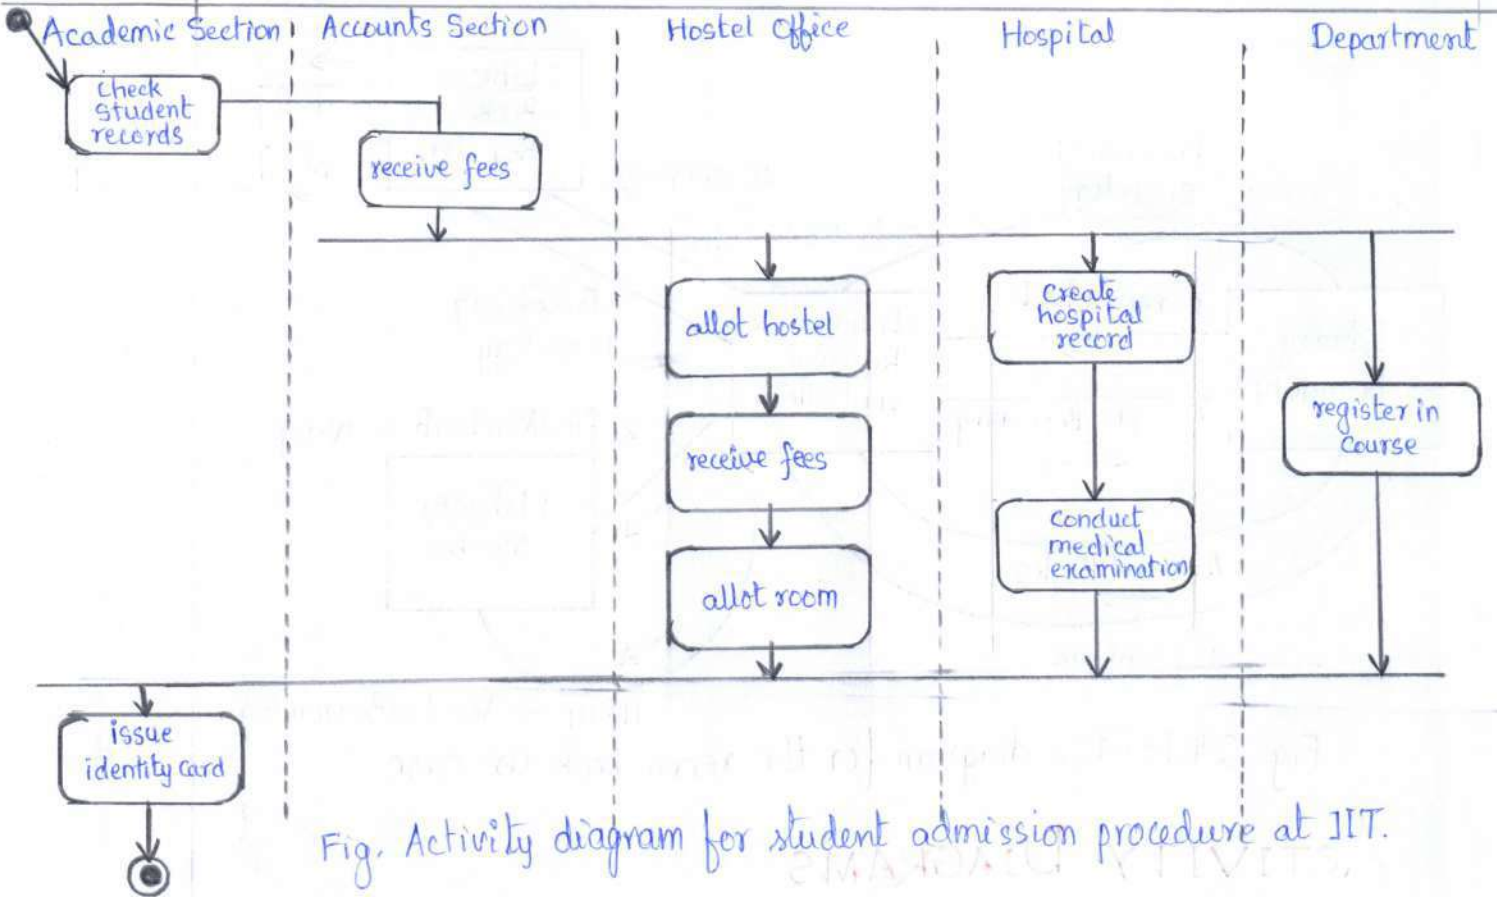 Academic Section
Accounts Section
Hostel Office
Hospital
Department
Check
Student
records
receive fees
allot hostel
receive fees
allot room
Create
hospital
record
Conduct
medical
examination
register in
Course
issue
identity card
Fig. Activity diagram for student admission procedure at IIT.